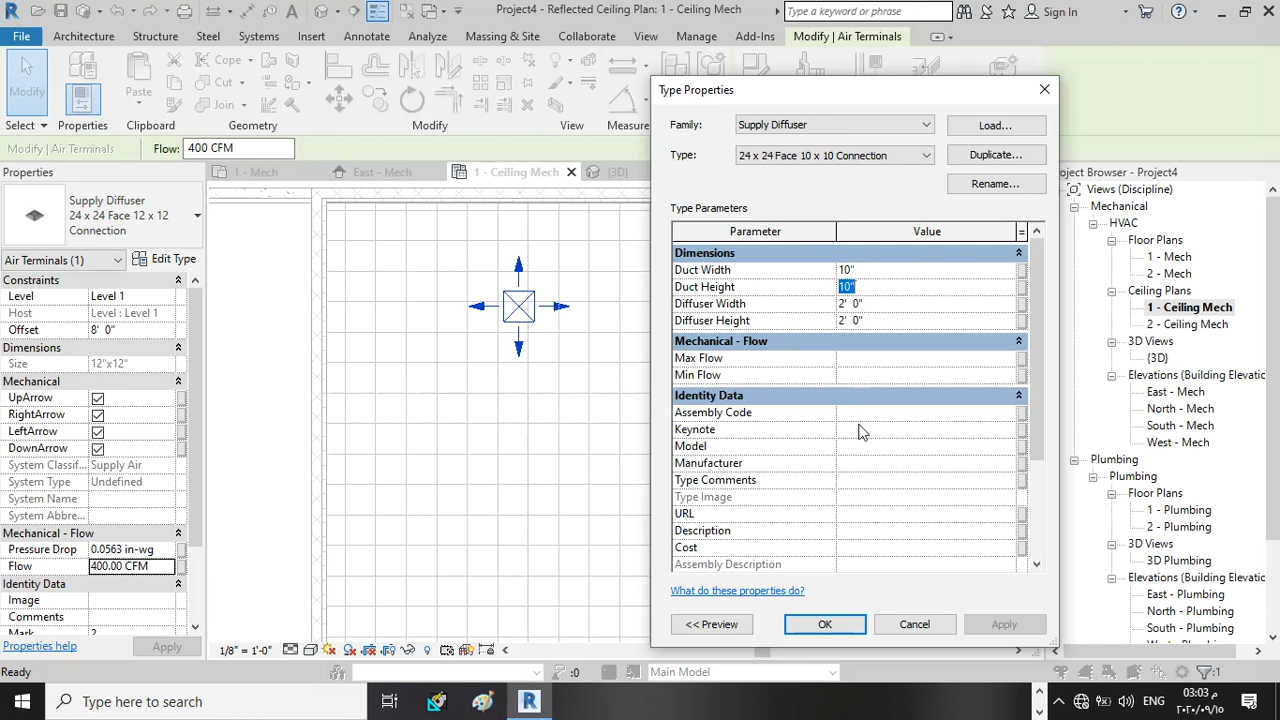 Project4 - Reflected Ceiling Plan: 1 - Ceiling Mech
Type a keyword or phrase
Sign In
File
Architecture
Structure
Steel
Systems
Insert
Annotate
Analyze
Massing & Site
Collaborate
View
Manage
Add-Ins
Modify | Air Terminals
Modify
Paste
Cope
Cut
Join
Select
Properties
Clipboard
Geometry
Modify
View
Measure
Modify | Air Terminals
Flow: 400 CFM
Properties
Supply Diffuser
24 x 24 Face 12 x 12
Connection
Air Terminals (1)
Edit Type
Constraints
Level Level 1
Host Level : Level 1
Offset 8' 0"
Dimensions
Size 12"x12"
Mechanical
UpArrow
RightArrow
LeftArrow
DownArrow
System Classif... Supply Air
System Type Undefined
System Name
System Abbre...
Mechanical - Flow
Pressure Drop 0.0563 in-wg
Flow 400.00 CFM
Identity Data
Image
Comments
Mark 2
Properties help
Apply
1 - Mech
East - Mech
1 - Ceiling Mech
{3D}
1/8" = 1'-0"
Type Properties
Family: Supply Diffuser Load...
Type: 24 x 24 Face 10 x 10 Connection Duplicate...
Rename...
Type Parameters
Parameter Value =
Dimensions
Duct Width 10"
Duct Height 10"
Diffuser Width 2' 0"
Diffuser Height 2' 0"
Mechanical - Flow
Max Flow
Min Flow
Identity Data
Assembly Code
Keynote
Model
Manufacturer
Type Comments
Type Image
URL
Description
Cost
Assembly Description
What do these properties do?
<< Preview
OK
Cancel
Apply
Project Browser - Project4
Views (Discipline)
Mechanical
HVAC
Floor Plans
1 - Mech
2 - Mech
Ceiling Plans
1 - Ceiling Mech
2 - Ceiling Mech
3D Views
{3D}
Elevations (Building Elevatio
East - Mech
North - Mech
South - Mech
West - Mech
Plumbing
Plumbing
Floor Plans
1 - Plumbing
2 - Plumbing
3D Views
3D Plumbing
Elevations (Building Elevatio
East - Plumbing
North - Plumbing
South - Plumbing
Ready
:0
Main Model
:1
Type here to search
ENG
03:03 م
٢٠٢٠/٠٩/١٥